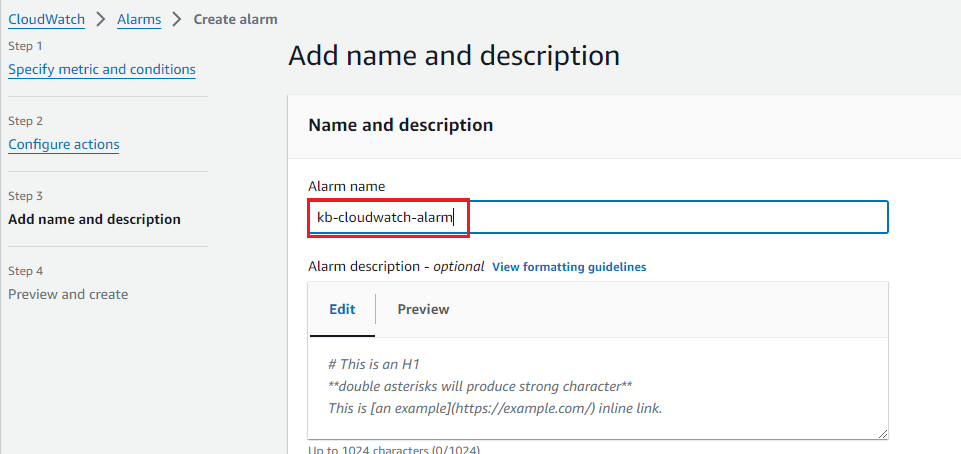 CloudWatch > Alarms > Create alarm
Step 1
Specify metric and conditions
Step 2
Configure actions
Step 3
Add name and description
Step 4
Preview and create
Add name and description
Name and description
Alarm name
kb-cloudwatch-alarm
Alarm description - optional View formatting guidelines
Edit Preview
# This is an H1
**double asterisks will produce strong character**
This is [an example](https://example.com/) inline link.
Up to 1024 characters (0/1024)